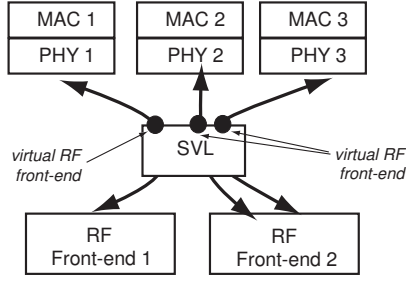 MAC 1
MAC 2
MAC 3
PHY 1
PHY 2
PHY 3
virtual RF
front-end
SVL
virtual RF
front-end
RF
Front-end 1
RF
Front-end 2